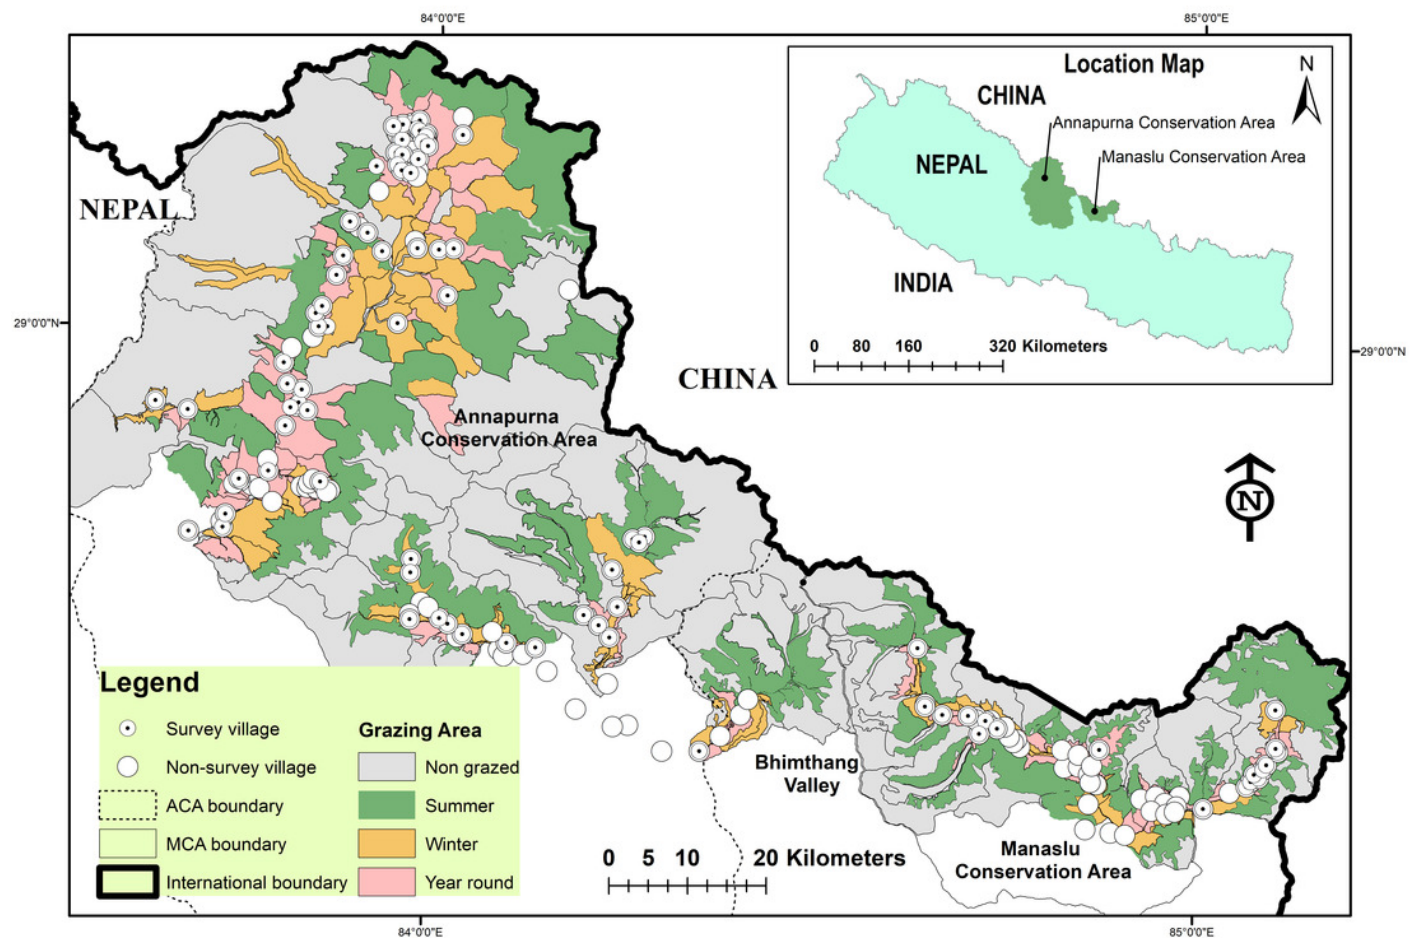 84°0'0"E
85°0'0"E
Location Map
N
CHINA
Annapurna Conservation Area
Manaslu Conservation Area
NEPAL
INDIA
0 80 160 320 Kilometers
NEPAL
29°0'0"N
29°0'0"N
CHINA
Annapurna
Conservation Area
N
Legend
Survey village
Non-survey village
ACA boundary
MCA boundary
International boundary
Grazing Area
Non grazed
Summer
Winter
Year round
Bhimthang
Valley
Manaslu
Conservation Area
0 5 10 20 Kilometers
84°0'0"E
85°0'0"E